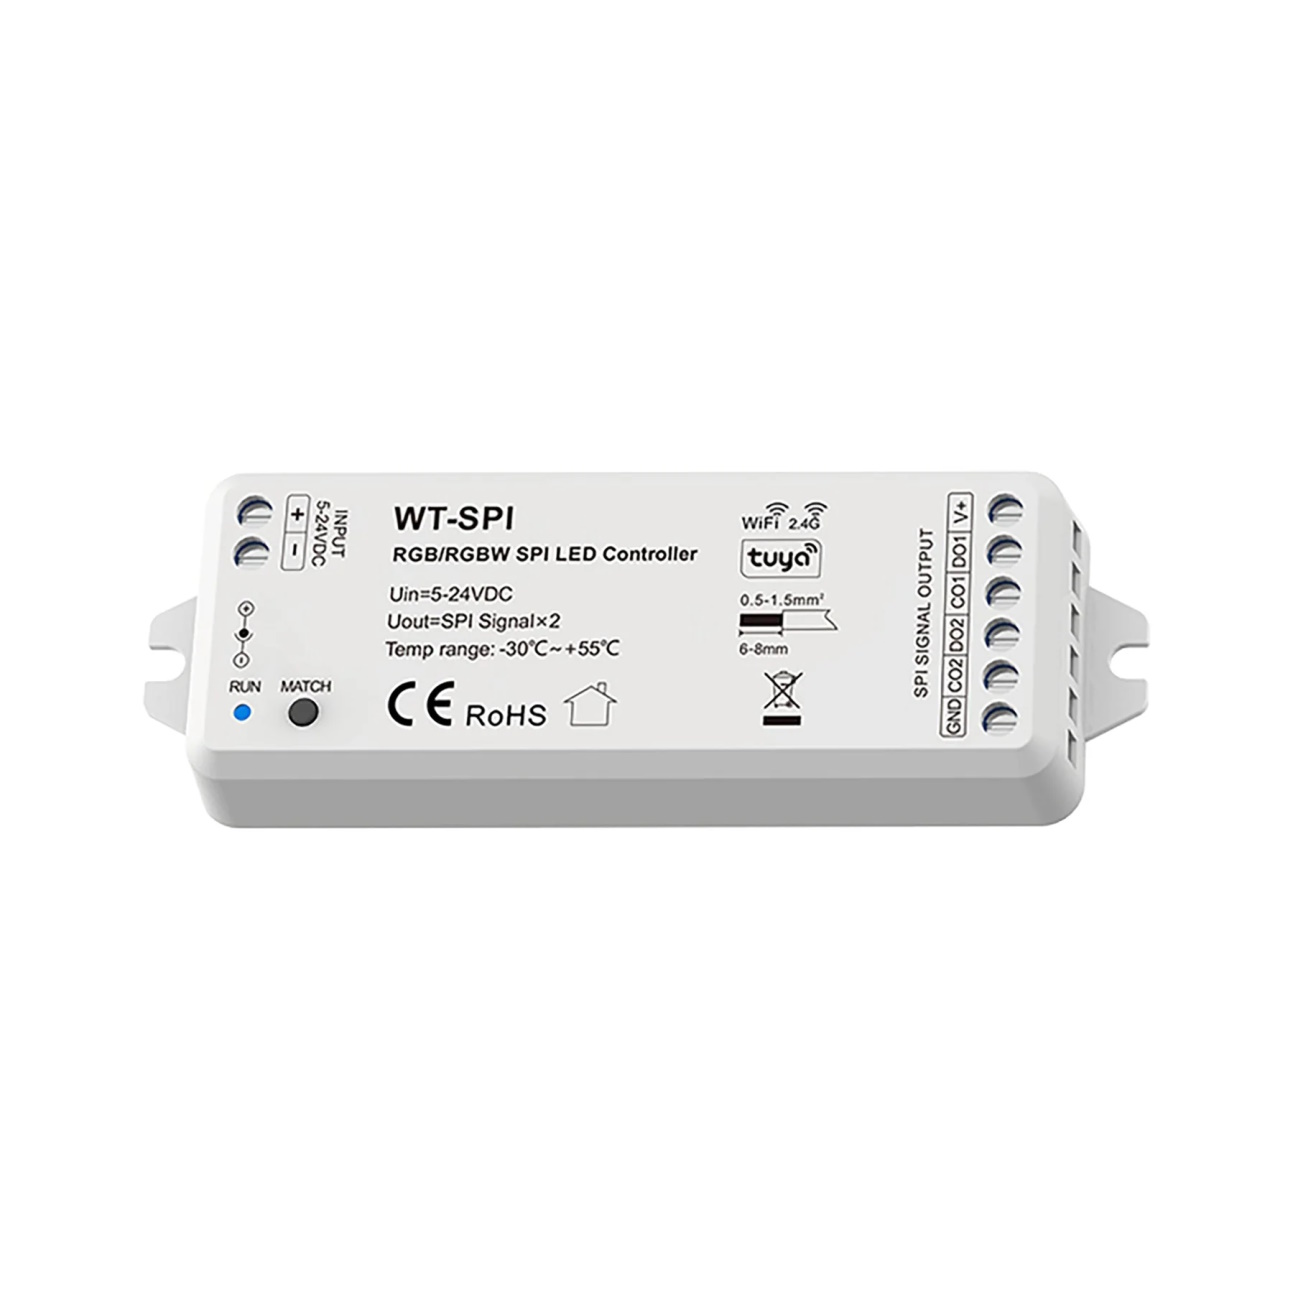 +
−
INPUT
5-24VDC
RUN
MATCH
WT-SPI
RGB/RGBW SPI LED Controller
Uin=5-24VDC
Uout=SPI Signal×2
Temp range: -30℃~+55℃
CE RoHS
WiFi 2.4G
tuya
0.5-1.5mm²
6-8mm
SPI SIGNAL OUTPUT
V+
DO1
CO1
DO2
CO2
GND